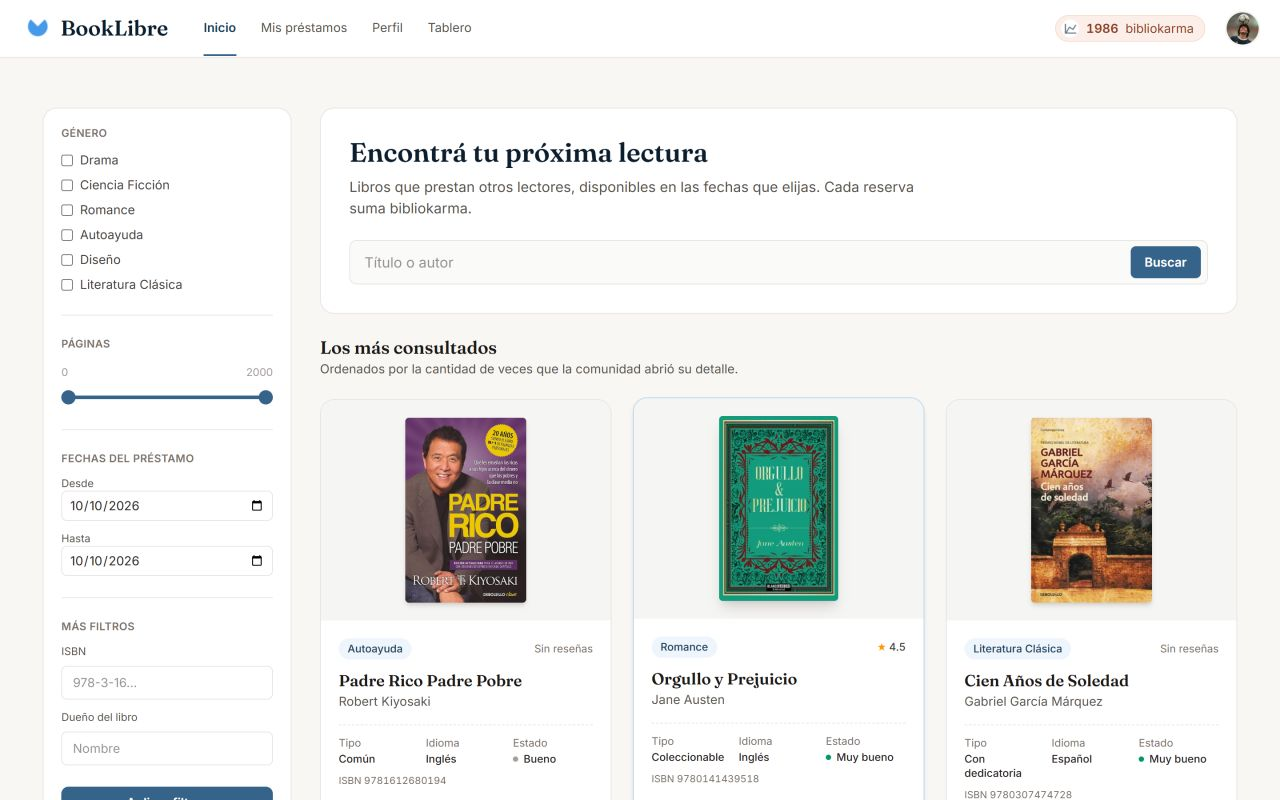 BookLibre
Inicio
Mis préstamos
Perfil
Tablero
1986 bibliokarma
GÉNERO
Drama
Ciencia Ficción
Romance
Autoayuda
Diseño
Literatura Clásica
PÁGINAS
0
2000
FECHAS DEL PRÉSTAMO
Desde
10/10/2026
Hasta
10/10/2026
MÁS FILTROS
ISBN
978-3-16...
Dueño del libro
Nombre
Encontrá tu próxima lectura
Libros que prestan otros lectores, disponibles en las fechas que elijas. Cada reserva
suma bibliokarma.
Título o autor
Buscar
Los más consultados
Ordenados por la cantidad de veces que la comunidad abrió su detalle.
20 AÑOS
PADRE
RICO
PADRE POBRE
ROBERT T. KIYOSAKI
Autoayuda
Sin reseñas
Padre Rico Padre Pobre
Robert Kiyosaki
Tipo
Común
Idioma
Inglés
Estado
Bueno
ISBN 9781612680194
ORGULLO
&
PREJUICIO
Jane Austen
Romance
4.5
Orgullo y Prejuicio
Jane Austen
Tipo
Coleccionable
Idioma
Inglés
Estado
Muy bueno
ISBN 9780141439518
GABRIEL
GARCÍA
MÁRQUEZ
Cien años
de soledad
Literatura Clásica
Sin reseñas
Cien Años de Soledad
Gabriel García Márquez
Tipo
Con
dedicatoria
Idioma
Español
Estado
Muy bueno
ISBN 9780307474728